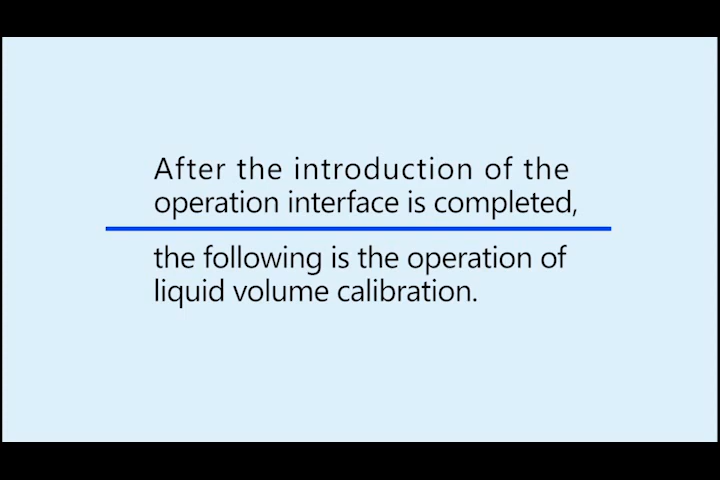 After the introduction of the
operation interface is completed,
the following is the operation of
liquid volume calibration.